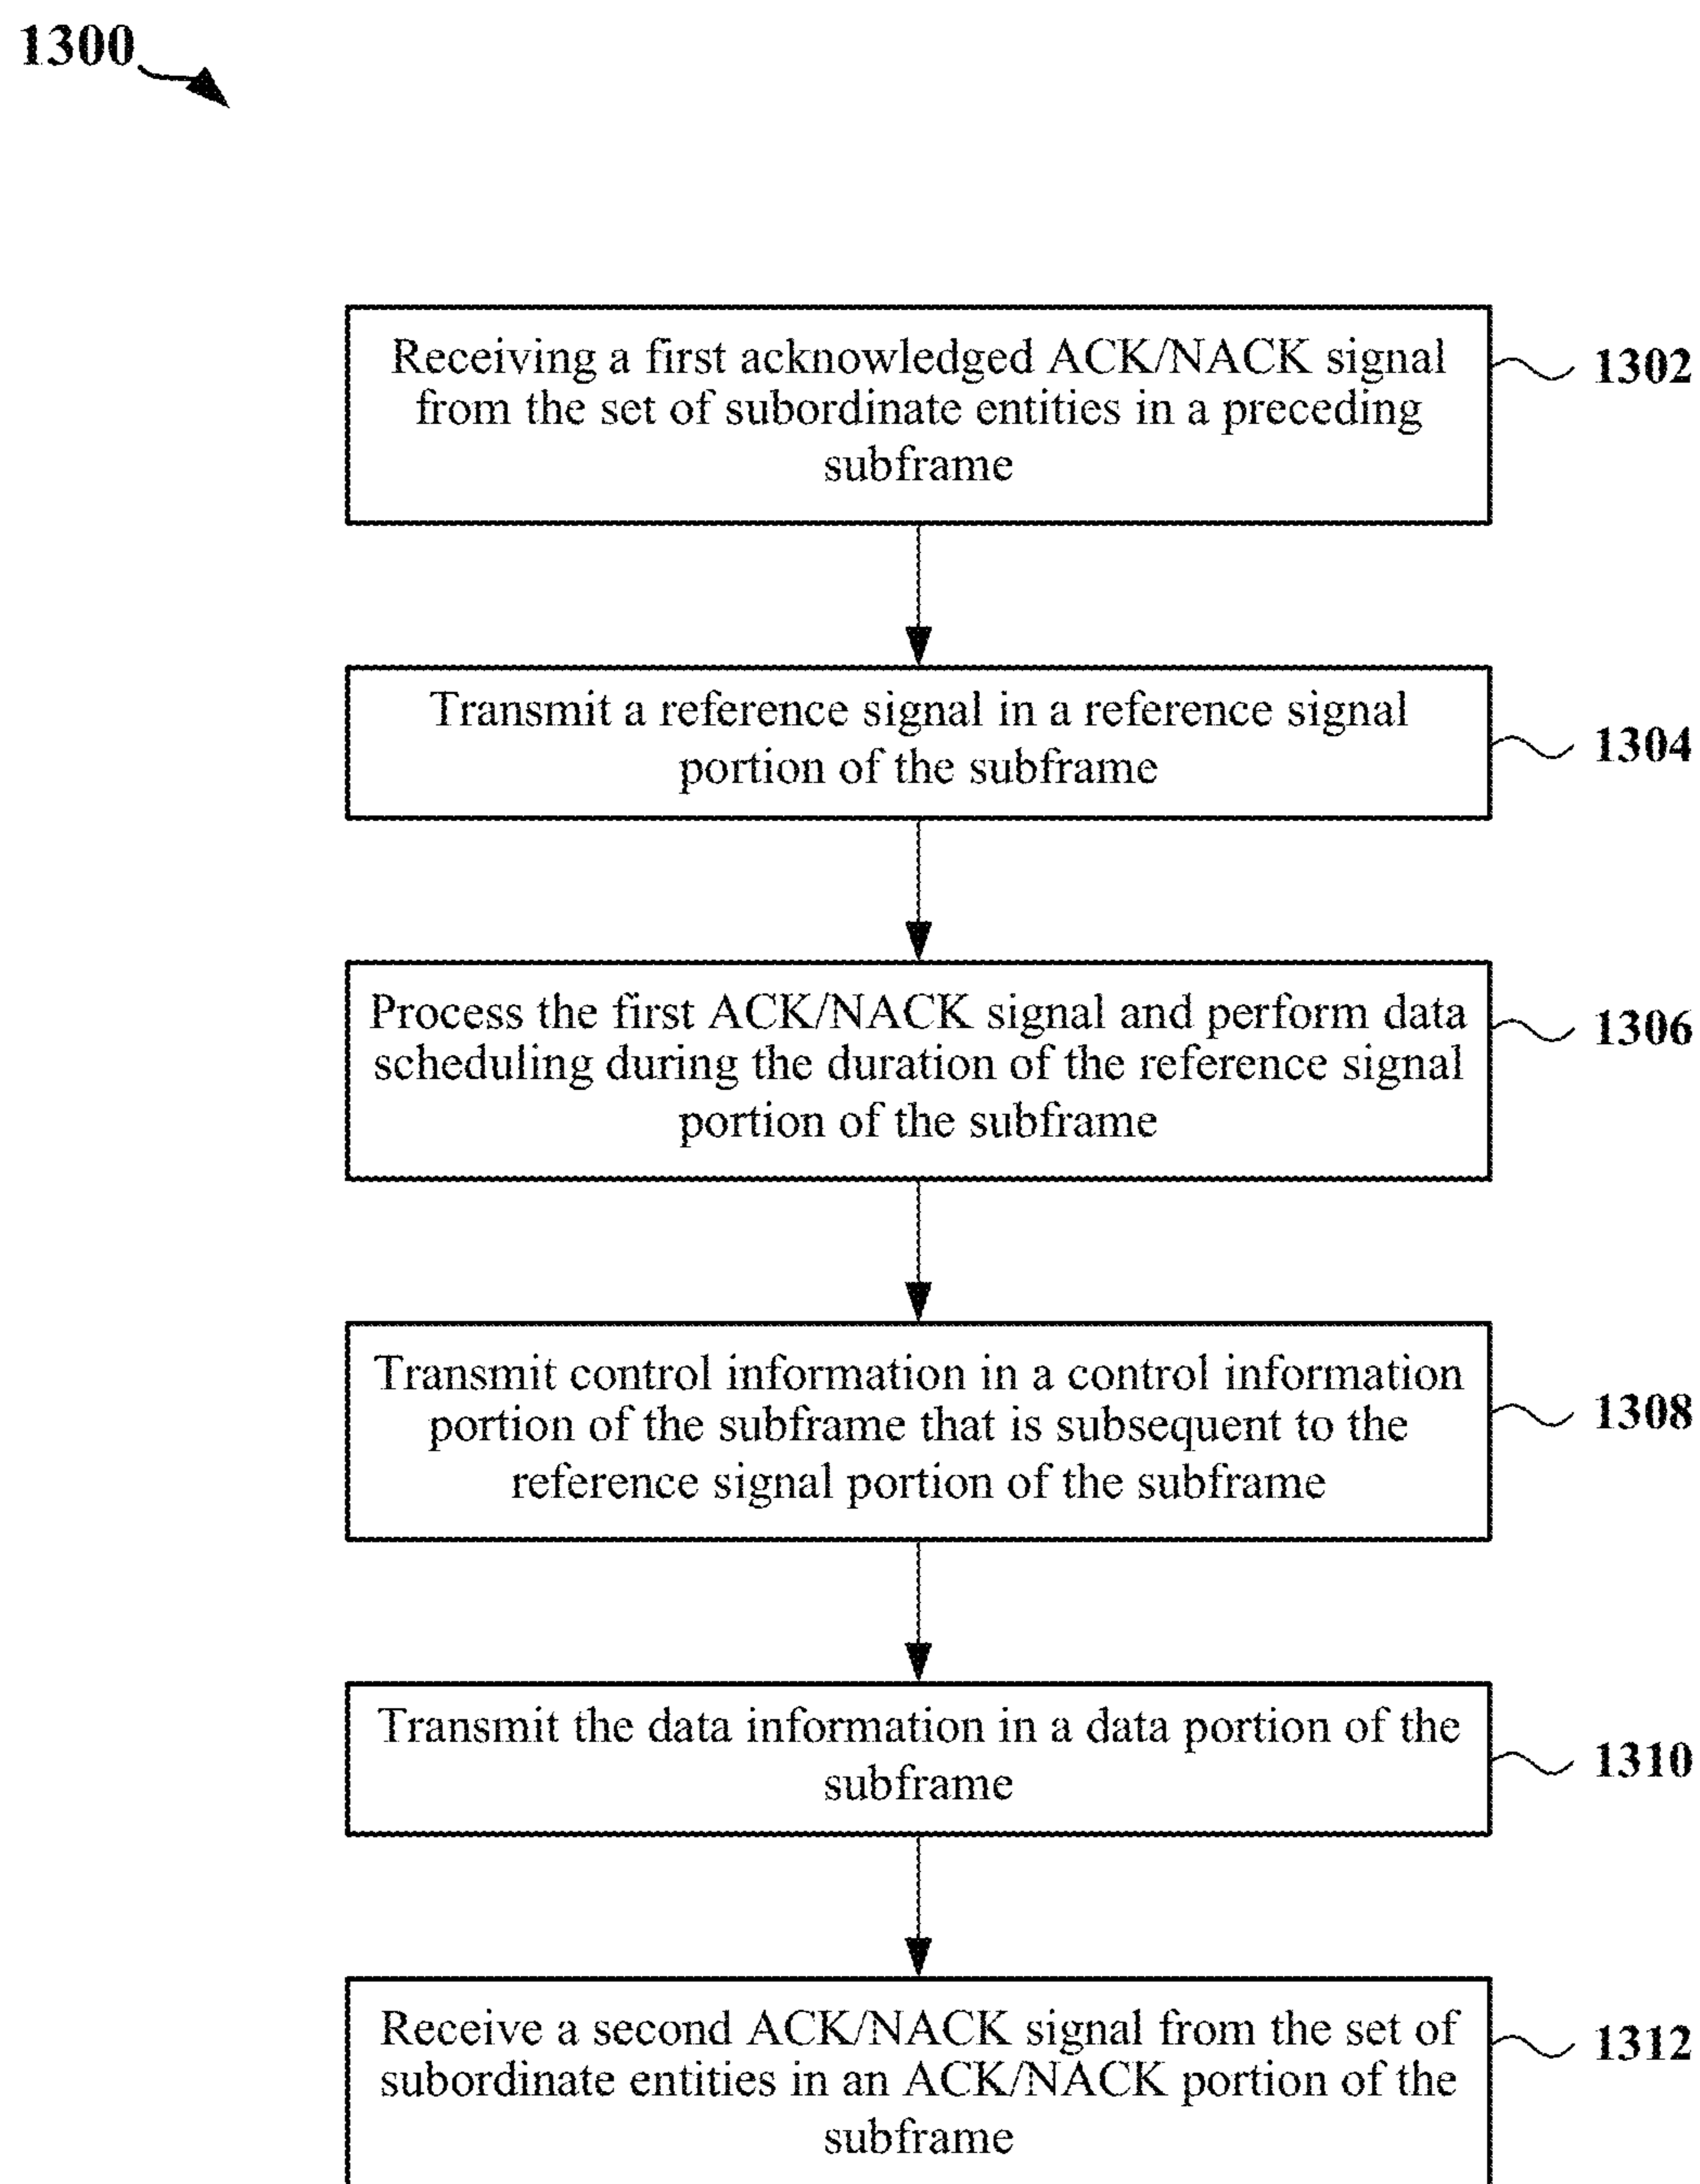 1300
Receiving a first acknowledged ACK/NACK signal
from the set of subordinate entities in a preceding
subframe
1302
Transmit a reference signal in a reference signal
portion of the subframe
1304
Process the first ACK/NACK signal and perform data
scheduling during the duration of the reference signal
portion of the subframe
1306
Transmit control information in a control information
portion of the subframe that is subsequent to the
reference signal portion of the subframe
1308
Transmit the data information in a data portion of the
subframe
1310
Receive a second ACK/NACK signal from the set of
subordinate entities in an ACK/NACK portion of the
subframe
1312